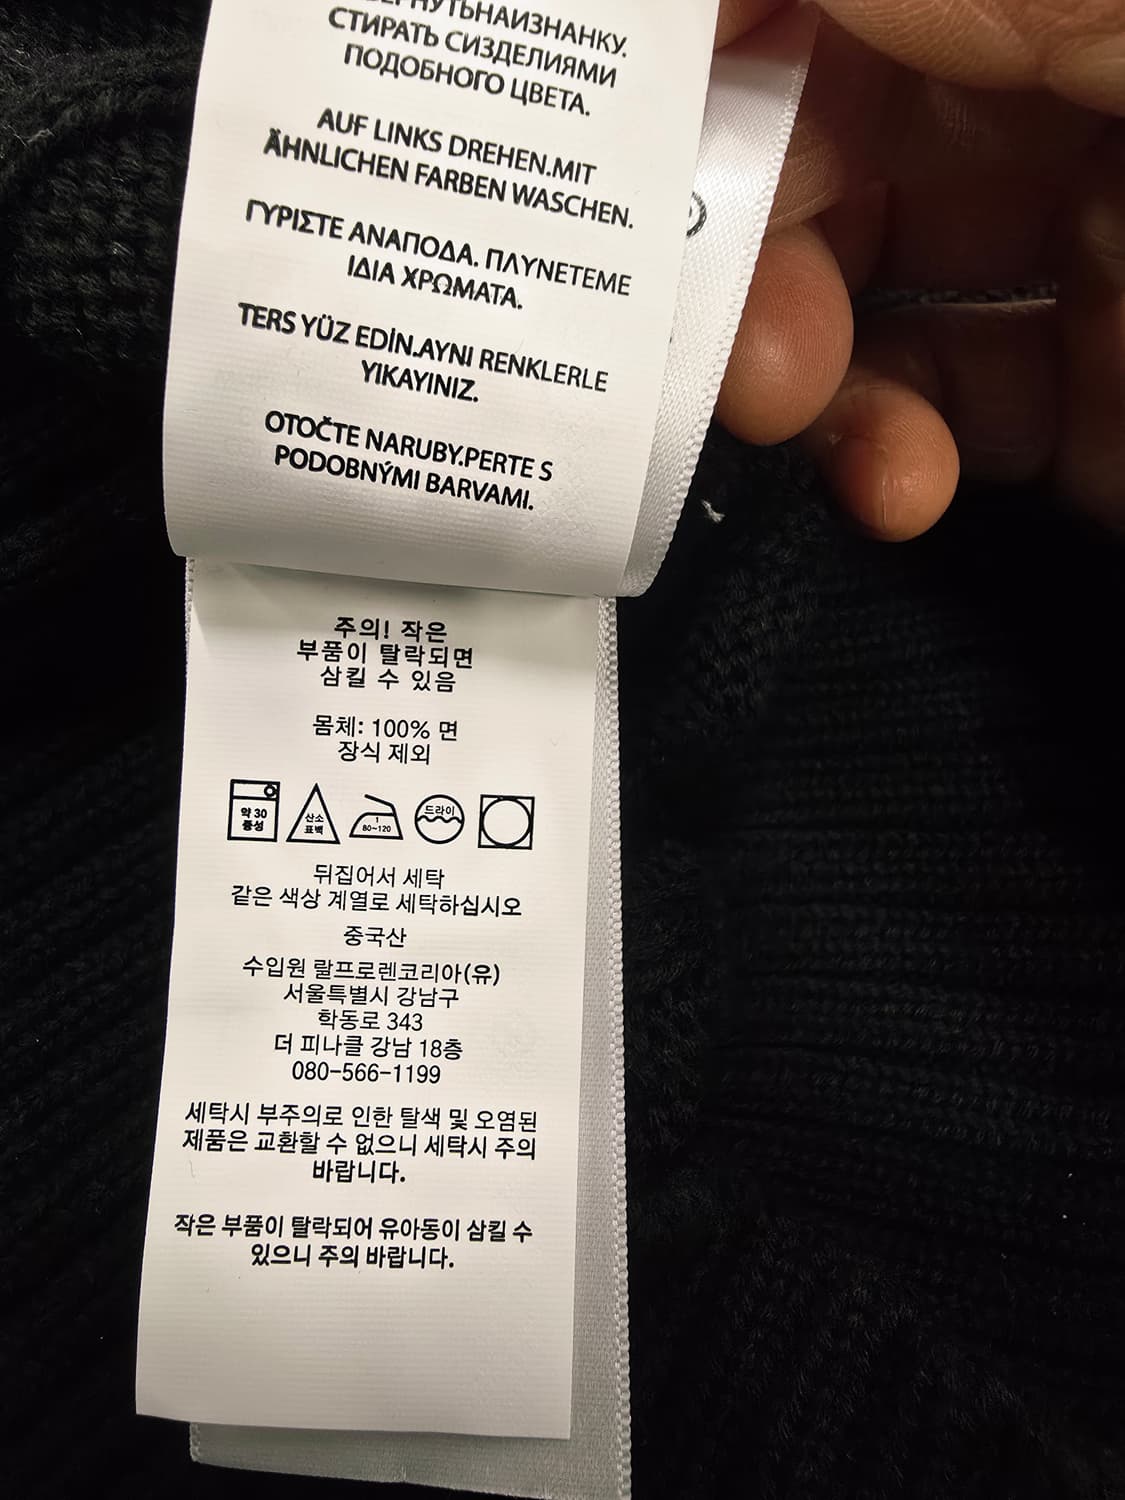 СТИРАТЬ СИЗДЕЛИЯМИ
ПОДОБНОГО ЦВЕТА.
AUF LINKS DREHEN.MIT
ÄHNLICHEN FARBEN WASCHEN.
ΓΥΡΙΣΤΕ ΑΝΑΠΟΔΑ. ΠΛΥΝΕΤΕΜΕ
ΙΔΙΑ ΧΡΩΜΑΤΑ.
TERS YÜZ EDİN.AYNI RENKLERLE
YIKAYINIZ.
OTOČTE NARUBY.PERTE S
PODOBNÝMI BARVAMI.
주의! 작은
부품이 탈락되면
삼킬 수 있음
몸체: 100% 면
장식 제외
약 30
중성
산소
표백
1
80~120
드라이
뒤집어서 세탁
같은 색상 계열로 세탁하십시오
중국산
수입원 랄프로렌코리아(유)
서울특별시 강남구
학동로 343
더 피나클 강남 18층
080-566-1199
세탁시 부주의로 인한 탈색 및 오염된
제품은 교환할 수 없으니 세탁시 주의
바랍니다.
작은 부품이 탈락되어 유아동이 삼킬 수
있으니 주의 바랍니다.